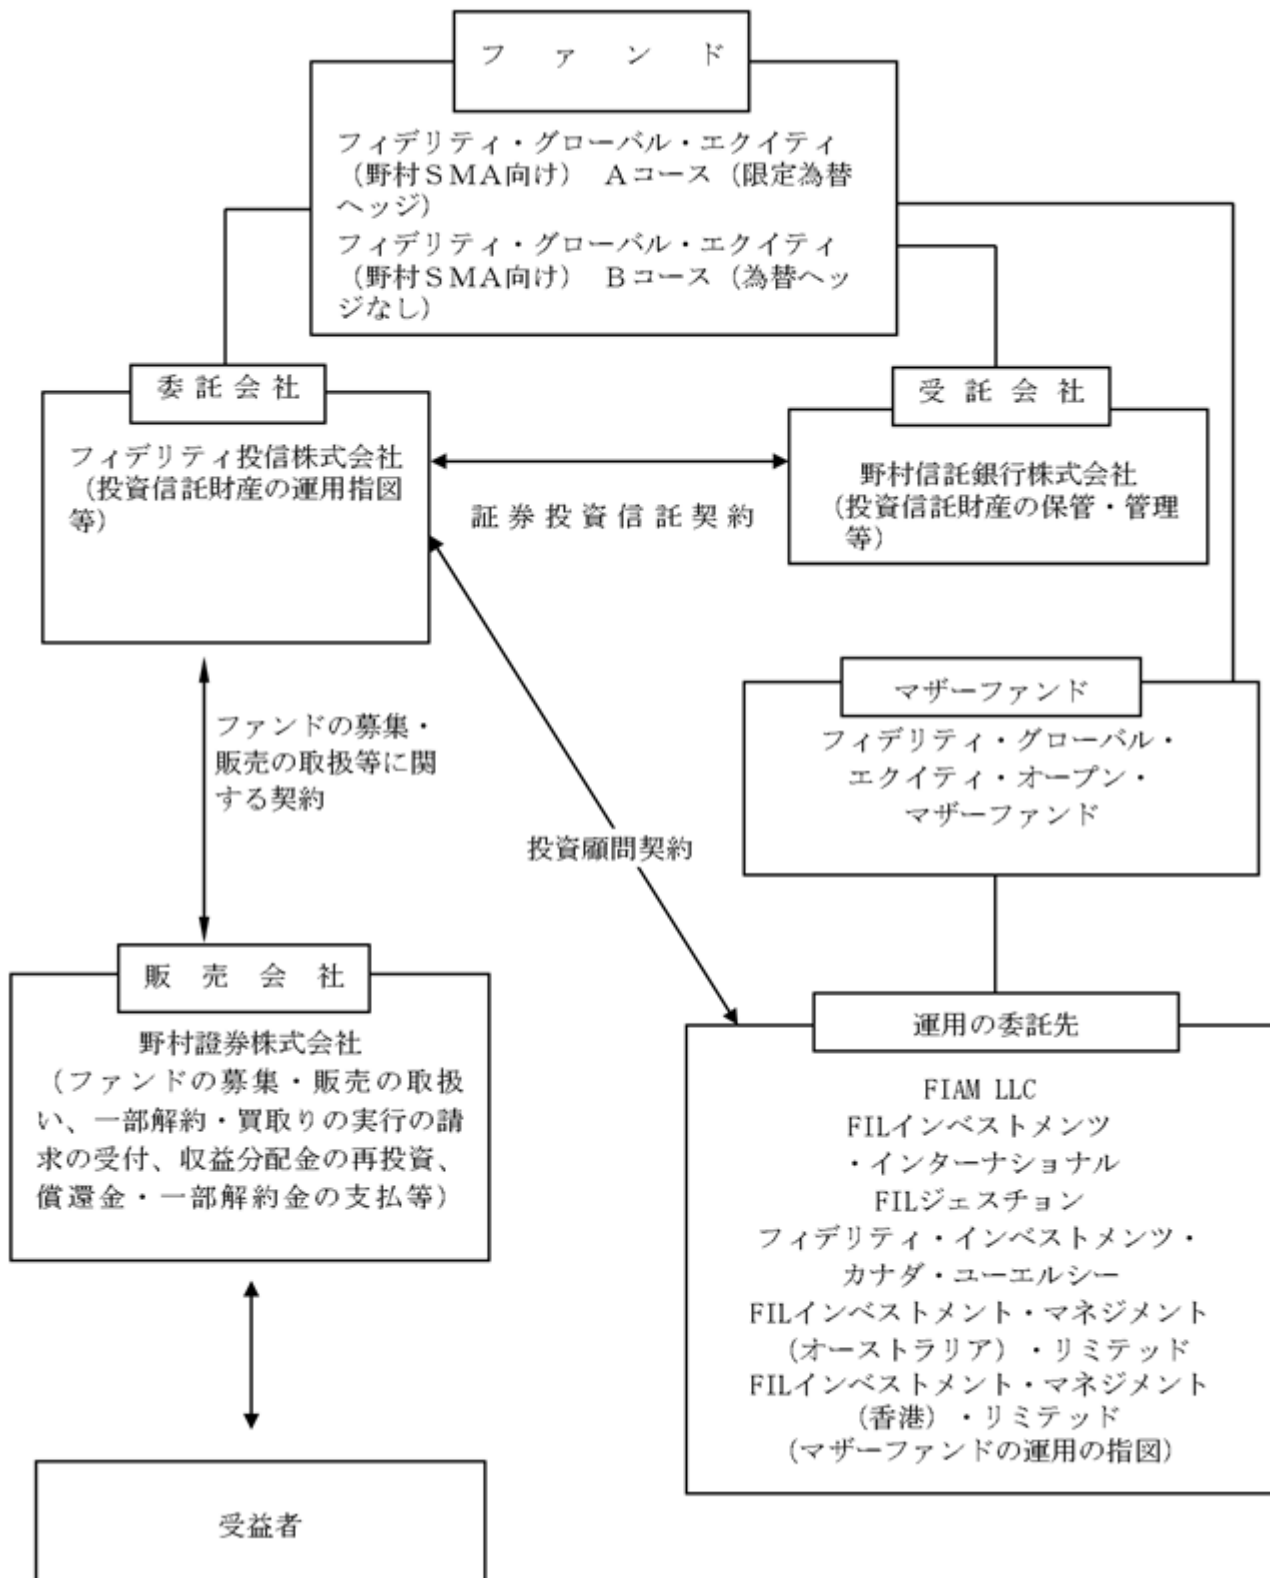 ファンド
フィデリティ・グローバル・エクイティ
（野村ＳＭＡ向け）　Ａコース（限定為替
ヘッジ）
フィデリティ・グローバル・エクイティ
（野村ＳＭＡ向け）　Ｂコース（為替ヘッ
ジなし）
委託会社
フィデリティ投信株式会社
（投資信託財産の運用指図
等）
証券投資信託契約
受託会社
野村信託銀行株式会社
（投資信託財産の保管・管理
等）
ファンドの募集・
販売の取扱等に関
する契約
投資顧問契約
マザーファンド
フィデリティ・グローバル・
エクイティ・オープン・
マザーファンド
販売会社
野村證券株式会社
（ファンドの募集・販売の取扱
い、一部解約・買取りの実行の請
求の受付、収益分配金の再投資、
償還金・一部解約金の支払等）
運用の委託先
FIAM LLC
FILインベストメンツ
・インターナショナル
FILジェスチョン
フィデリティ・インベストメンツ・
カナダ・ユーエルシー
FILインベストメント・マネジメント
（オーストラリア）・リミテッド
FILインベストメント・マネジメント
（香港）・リミテッド
（マザーファンドの運用の指図）
受益者